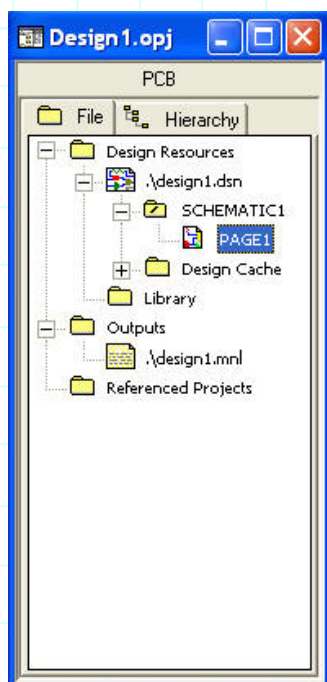 Design1.opj
PCB
File Hierarchy
Design Resources
.\design1.dsn
SCHEMATIC1
PAGE1
Design Cache
Library
Outputs
.\design1.mnl
Referenced Projects